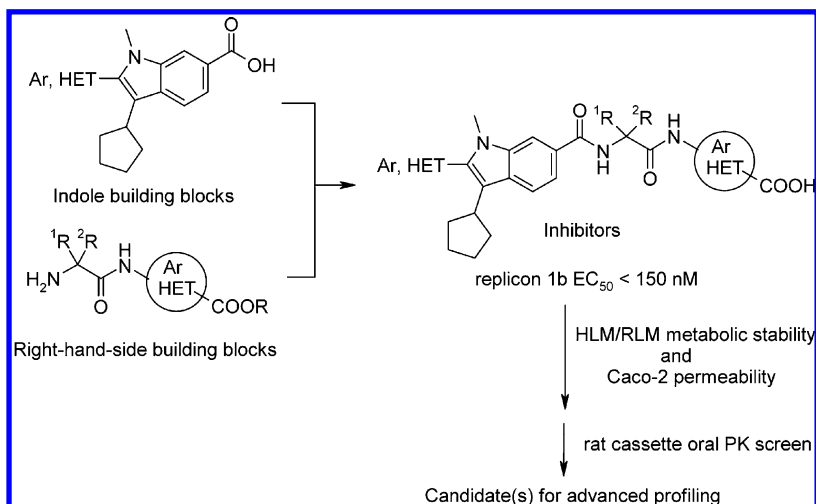 N
O
OH
Ar, HET
Indole building blocks
¹R ²R
H
N
H₂N
O
Ar
HET
COOR
Right-hand-side building blocks
N
O
¹R ²R
H
N
Ar, HET
N
H
O
Ar
HET
COOH
Inhibitors
replicon 1b EC₅₀ < 150 nM
HLM/RLM metabolic stability
and
Caco-2 permeability
rat cassette oral PK screen
Candidate(s) for advanced profiling